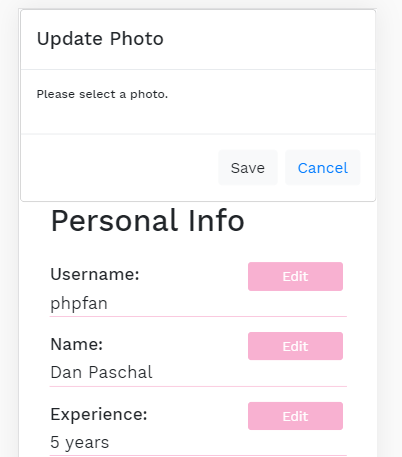 Update Photo
Please select a photo.
Save Cancel
Personal Info
Username: Edit
phpfan
Name: Edit
Dan Paschal
Experience: Edit
5 years